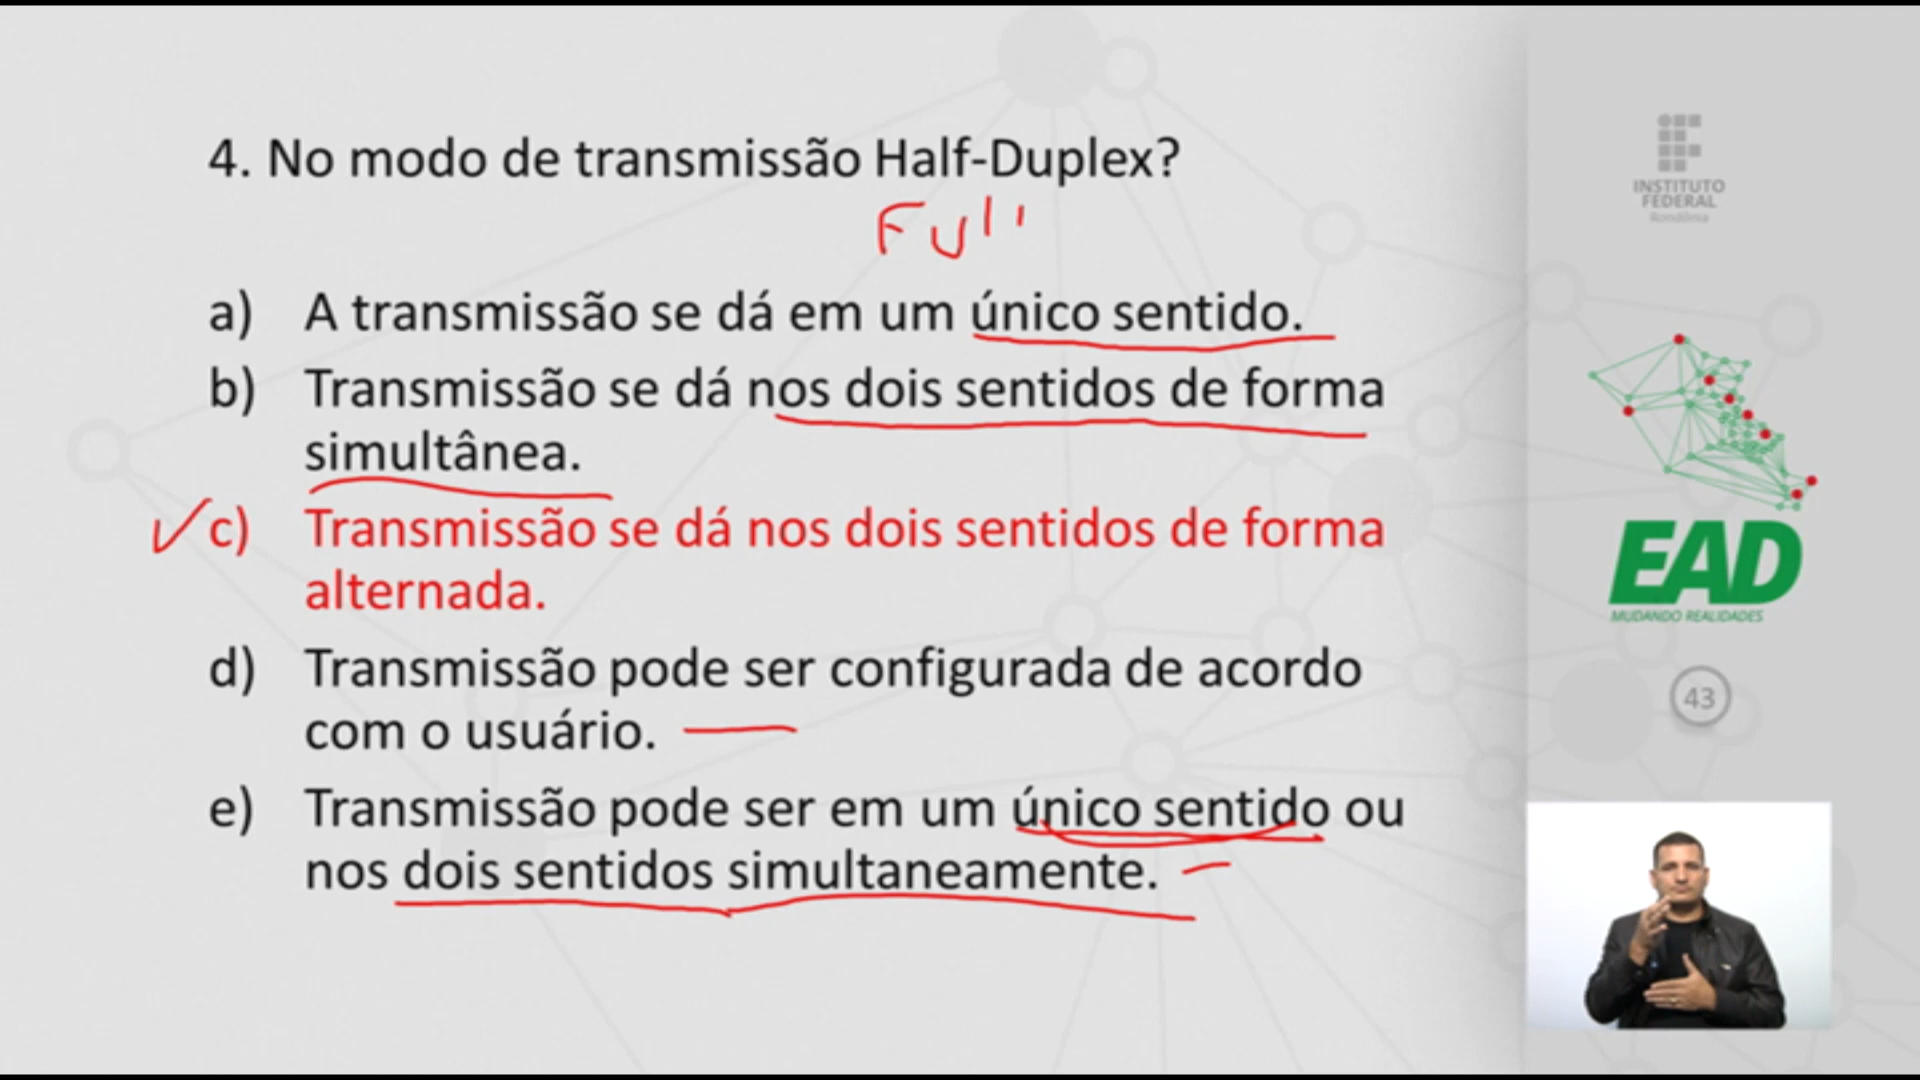 4. No modo de transmissão Half-Duplex?
Full
a) A transmissão se dá em um único sentido.
b) Transmissão se dá nos dois sentidos de forma
simultânea.
c) Transmissão se dá nos dois sentidos de forma
alternada.
d) Transmissão pode ser configurada de acordo
com o usuário.
e) Transmissão pode ser em um único sentido ou
nos dois sentidos simultaneamente.
INSTITUTO
FEDERAL
Rondônia
EAD
MUDANDO REALIDADES
43